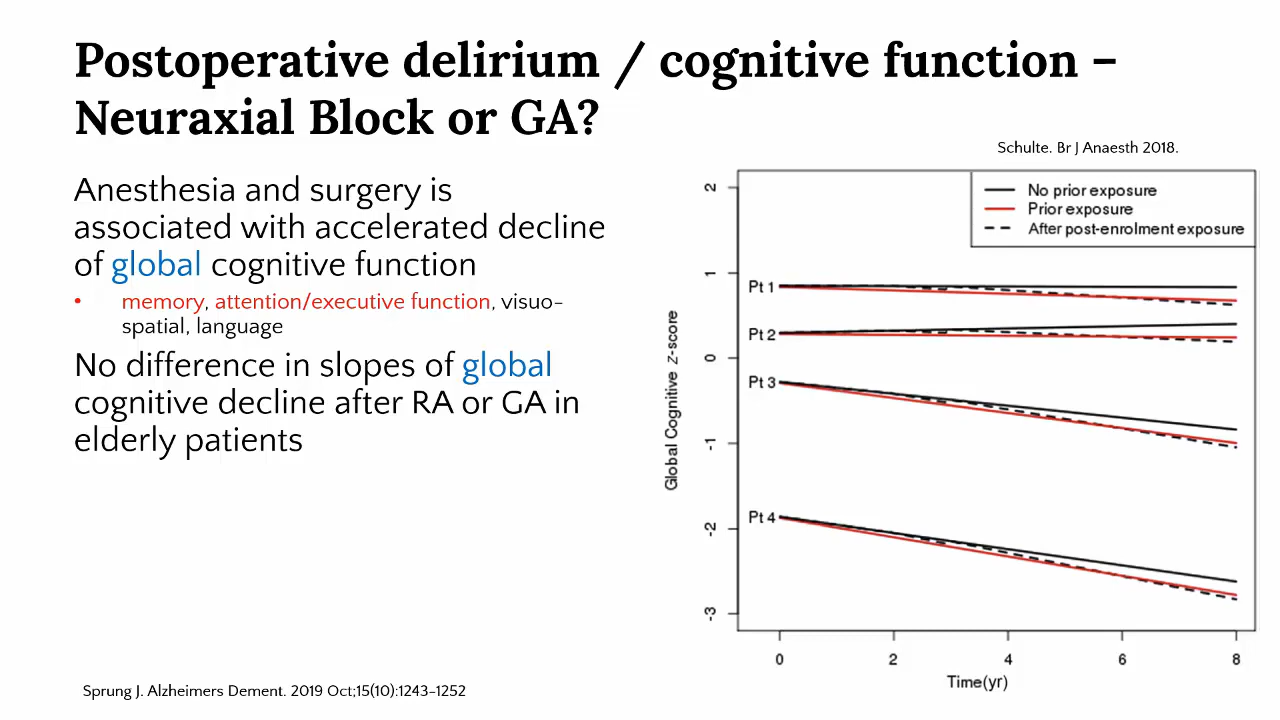 Postoperative delirium / cognitive function –
Neuraxial Block or GA?
Schulte. Br J Anaesth 2018.
Anesthesia and surgery is
associated with accelerated decline
of global cognitive function
• memory, attention/executive function, visuo-
spatial, language
No difference in slopes of global
cognitive decline after RA or GA in
elderly patients
Sprung J. Alzheimers Dement. 2019 Oct;15(10):1243-1252
No prior exposure
Prior exposure
After post-enrolment exposure
Global Cognitive Z-score
2
1
0
-1
-2
-3
Pt 1
Pt 2
Pt 3
Pt 4
0 2 4 6 8
Time(yr)